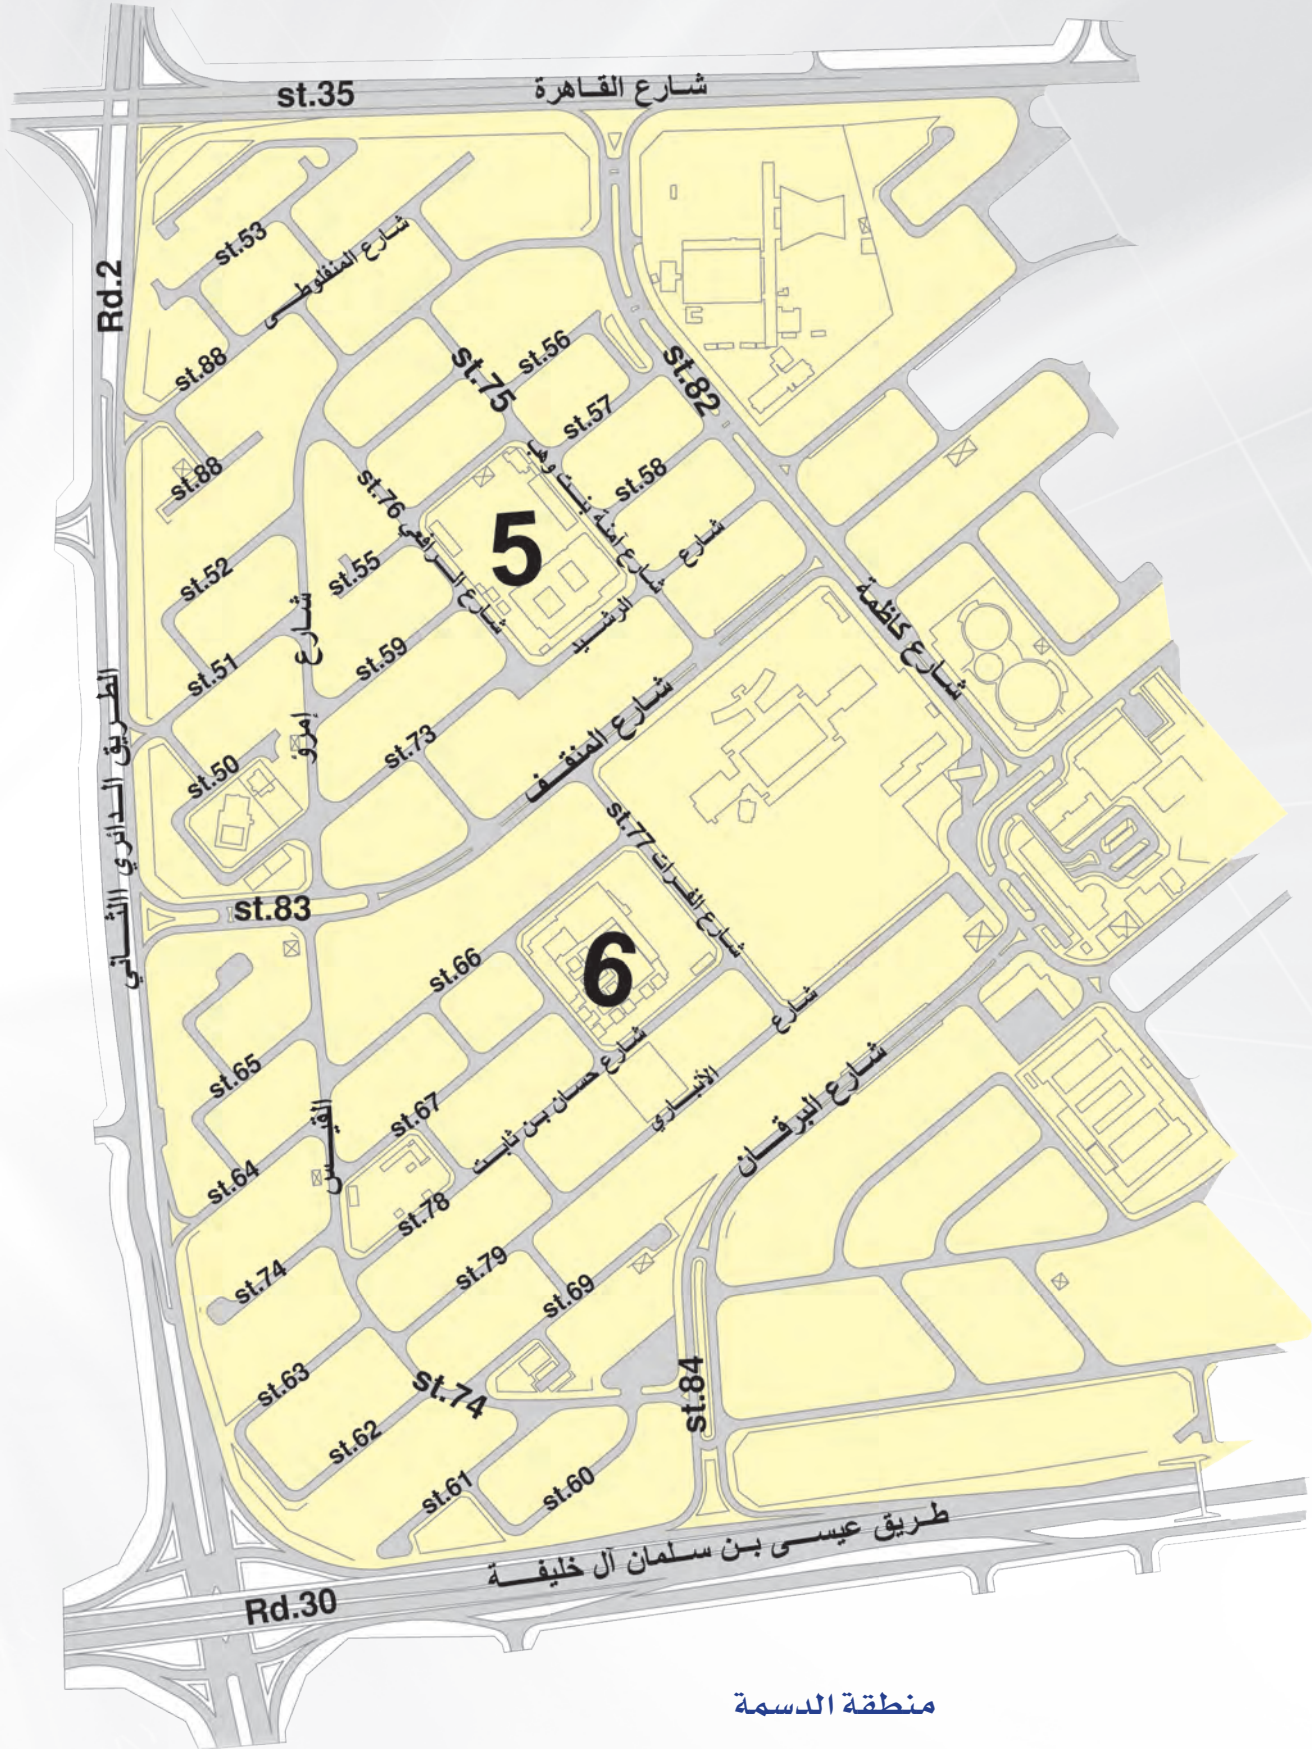 st.35
شارع القاهرة
Rd.2
st.53
شارع المنفلوطي
st.88
st.75
st.56
st.82
st.57
st.88
st.76
شارع الرافعي
شارع آمنة بنت وهب
st.58
5
شارع
الرشيد
st.52
st.55
شارع
إمرؤ
القيس
شارع كاظمة
st.51
st.59
شارع المنقف
st.73
st.50
الطريق الدائري الثاني
st.77
شارع الفرات
st.83
st.66
6
شارع
الأنباري
شارع حسان بن ثابت
شارع البرقان
st.65
st.67
st.64
st.78
st.74
st.79
st.69
st.63
st.74
st.84
st.62
st.61
st.60
طريق عيسى بن سلمان آل خليفة
Rd.30
منطقة الدسمة